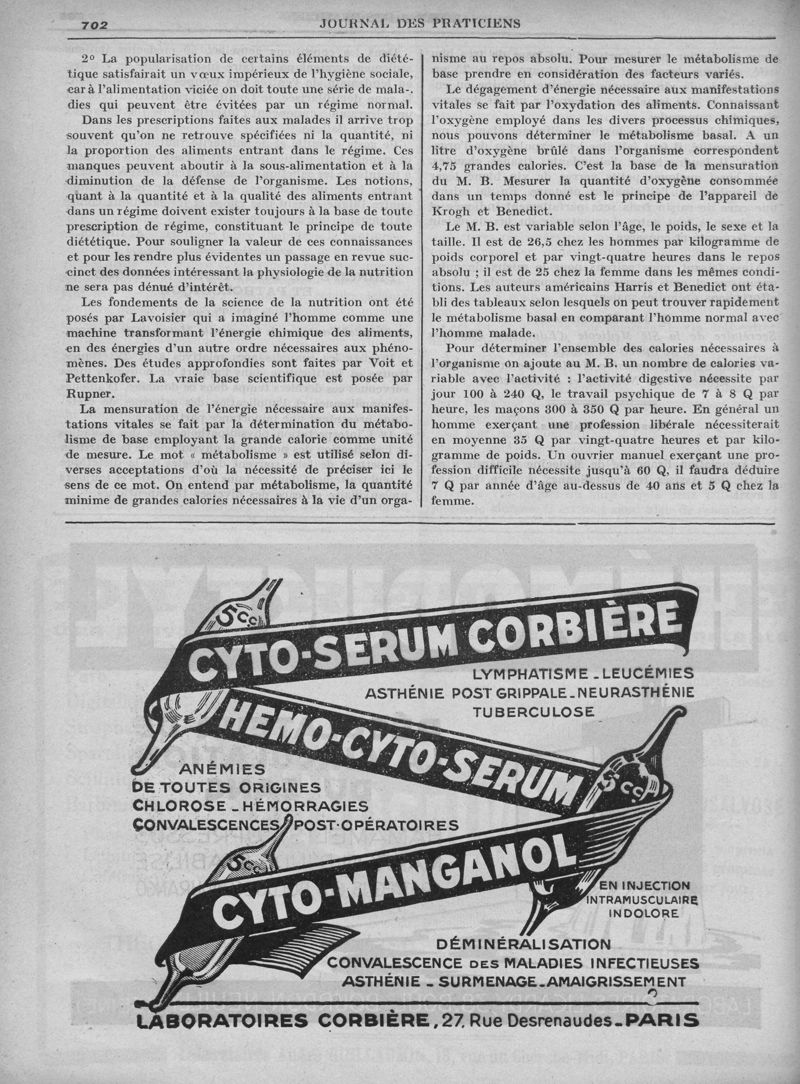 702
JOURNAL DES PRATICIENS
2° La popularisation de certains éléments de diété-
tique satisfairait un vœux impérieux de l'hygiène sociale,
car à l'alimentation viciée on doit toute une série de mala-.
dies qui peuvent être évitées par un régime normal.
Dans les prescriptions faites aux malades il arrive trop
souvent qu'on ne retrouve spécifiées ni la quantité, ni
la proportion des aliments entrant dans le régime. Ces
manques peuvent aboutir à la sous-alimentation et à la
diminution de la défense de l'organisme. Les notions,
quant à la quantité et à la qualité des aliments entrant
dans un régime doivent exister toujours à la base de toute
prescription de régime, constituant le principe de toute
diététique. Pour souligner la valeur de ces connaissances
et pour les rendre plus évidentes un passage en revue suc-
cinct des données intéressant la physiologie de la nutrition
ne sera pas dénué d'intérêt.
Les fondements de la science de la nutrition ont été
posés par Lavoisier qui a imaginé l'homme comme une
machine transformant l'énergie chimique des aliments,
en des énergies d'un autre ordre nécessaires aux phéno-
mènes. Des études approfondies sont faites par Voit et
Pettenkofer. La vraie base scientifique est posée par
Rupner.
La mensuration de l'énergie nécessaire aux manifes-
tations vitales se fait par la détermination du métabo-
lisme de base employant la grande calorie comme unité
de mesure. Le mot « métabolisme » est utilisé selon di-
verses acceptations d'où la nécessité de préciser ici le
sens de ce mot. On entend par métabolisme, la quantité
minime de grandes calories nécessaires à la vie d'un orga-
nisme au repos absolu. Pour mesurer le métabolisme de
base prendre en considération des facteurs variés.
Le dégagement d'énergie nécessaire aux manifestations
vitales se fait par l'oxydation des aliments. Connaissant
l'oxygène employé dans les divers processus chimiques,
nous pouvons déterminer le métabolisme basal. A un
litre d'oxygène brûlé dans l'organisme correspondent
4,75 grandes calories. C'est la base de la mensuration
du M. B. Mesurer la quantité d'oxygène consommée
dans un temps donné est le principe de l'appareil de
Krogh et Benedict.
Le M. B. est variable selon l'âge, le poids, le sexe et la
taille. Il est de 26,5 chez les hommes par kilogramme de
poids corporel et par vingt-quatre heures dans le repos
absolu ; il est de 25 chez la femme dans les mêmes condi-
tions. Les auteurs américains Harris et Benedict ont éta-
bli des tableaux selon lesquels on peut trouver rapidement
le métabolisme basal en comparant l'homme normal avec
l'homme malade.
Pour déterminer l'ensemble des calories nécessaires à
l'organisme on ajoute au M. B. un nombre de calories va-
riable avec l'activité : l'activité digestive nécessite par
jour 100 à 240 Q, le travail psychique de 7 à 8 Q par
heure, les maçons 300 à 350 Q par heure. En général un
homme exerçant une profession libérale nécessiterait
en moyenne 35 Q par vingt-quatre heures et par kilo-
gramme de poids. Un ouvrier manuel exerçant une pro-
fession difficile nécessite jusqu'à 60 Q, il faudra déduire
7 Q par année d'âge au-dessus de 40 ans et 5 Q chez la
femme.
5cc.
CYTO-SERUM CORBIÈRE
LYMPHATISME - LEUCÉMIES
ASTHÉNIE POST GRIPPALE - NEURASTHÉNIE
TUBERCULOSE
HEMO-CYTO-SERUM
5cc.
ANÉMIES
DE TOUTES ORIGINES
CHLOROSE - HÉMORRAGIES
CONVALESCENCES POST-OPÉRATOIRES
5cc.
CYTO-MANGANOL
EN INJECTION
INTRAMUSCULAIRE
INDOLORE
DÉMINÉRALISATION
CONVALESCENCE DES MALADIES INFECTIEUSES
ASTHÉNIE - SURMENAGE - AMAIGRISSEMENT
LABORATOIRES CORBIÈRE, 27, Rue Desrenaudes - PARIS